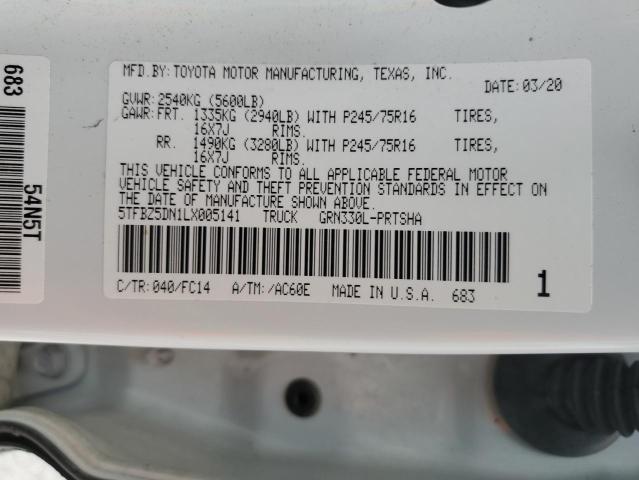 MFD.BY: TOYOTA MOTOR MANUFACTURING, TEXAS, INC.
DATE: 03/20
GVWR: 2540KG (5600LB)
GAWR: FRT. 1335KG (2940LB) WITH P245/75R16 TIRES,
16X7J RIMS.
RR. 1490KG (3280LB) WITH P245/75R16 TIRES,
16X7J RIMS.
THIS VEHICLE CONFORMS TO ALL APPLICABLE FEDERAL MOTOR
VEHICLE SAFETY AND THEFT PREVENTION STANDARDS IN EFFECT ON
THE DATE OF MANUFACTURE SHOWN ABOVE.
5TFBZ5DN1LX005141 TRUCK GRN330L-PRTSHA
C/TR: 040/FC14 A/TM: /AC60E MADE IN U.S.A. 683
1
683
54N5T